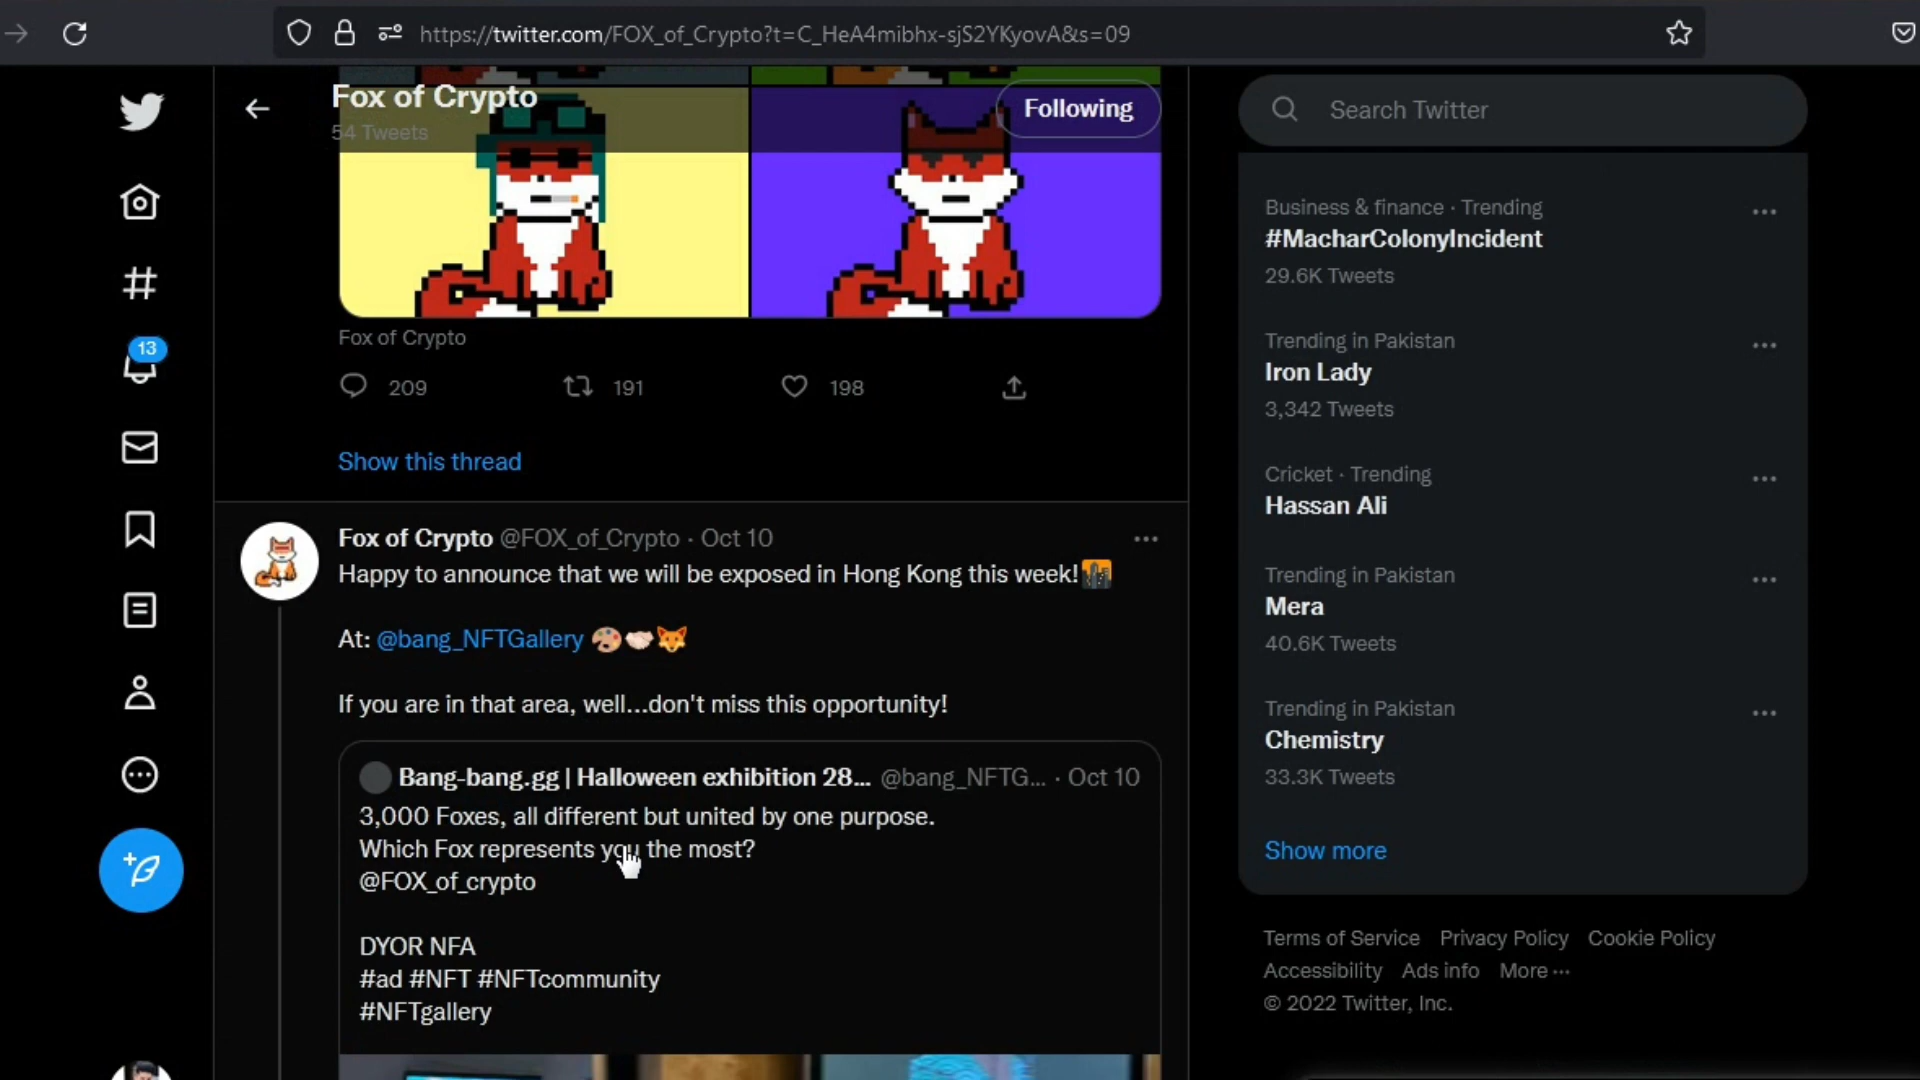 https://twitter.com/FOX_of_Crypto?t=C_HeA4mibhx-sjS2YKyovA&s=09
Fox of Crypto
54 Tweets
Following
Search Twitter
Fox of Crypto
209 191 198
Show this thread
13
Fox of Crypto @FOX_of_Crypto · Oct 10
Happy to announce that we will be exposed in Hong Kong this week!
At: @bang_NFTGallery
If you are in that area, well...don't miss this opportunity!
Bang-bang.gg | Halloween exhibition 28... @bang_NFTG... · Oct 10
3,000 Foxes, all different but united by one purpose.
Which Fox represents you the most?
@FOX_of_crypto
DYOR NFA
#ad #NFT #NFTcommunity
#NFTgallery
Business & finance · Trending
#MacharColonyIncident
29.6K Tweets
Trending in Pakistan
Iron Lady
3,342 Tweets
Cricket · Trending
Hassan Ali
Trending in Pakistan
Mera
40.6K Tweets
Trending in Pakistan
Chemistry
33.3K Tweets
Show more
Terms of Service Privacy Policy Cookie Policy
Accessibility Ads info More ···
© 2022 Twitter, Inc.